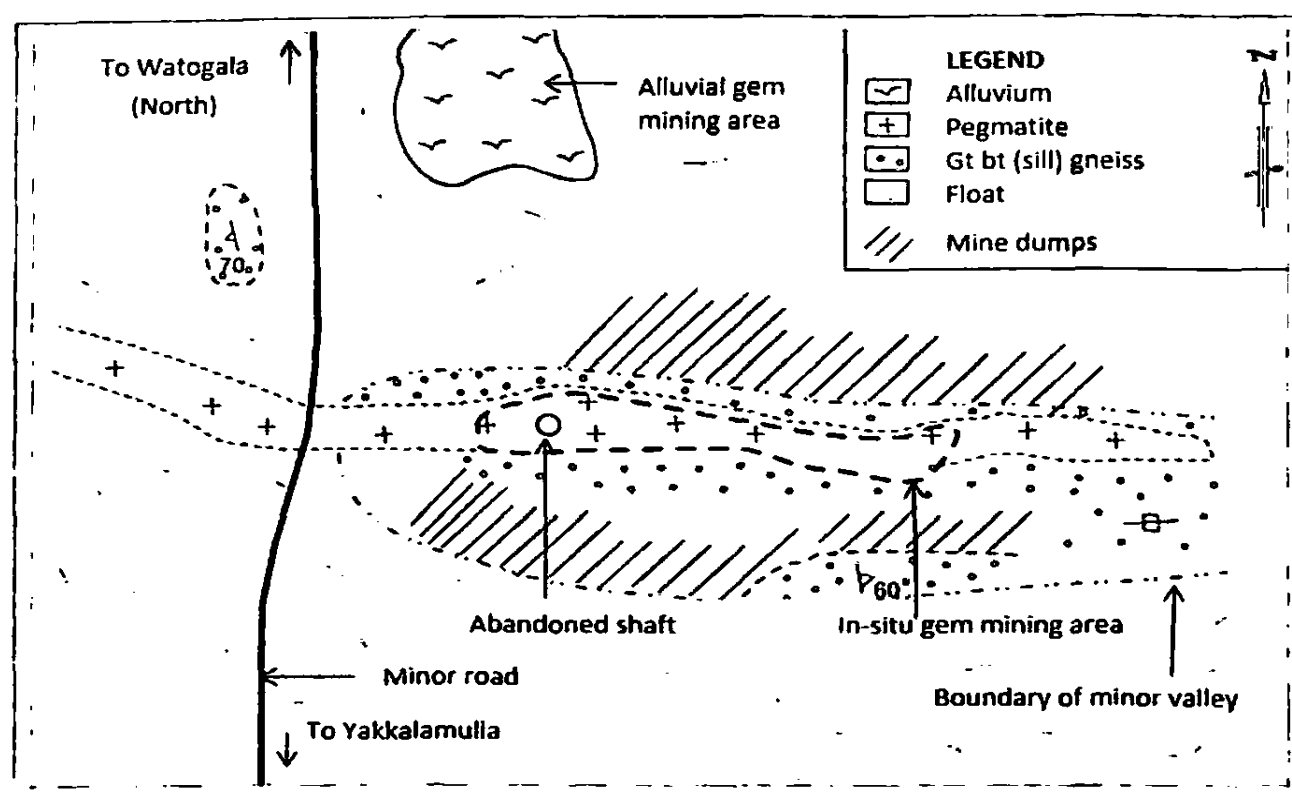 To Watogala
(North)
Alluvial gem
mining area
LEGEND
Alluvium
Pegmatite
Gt bt (sill) gneiss
Float
Mine dumps
N
70
60
Abandoned shaft
In-situ gem mining area
Minor road
Boundary of minor valley
To Yakkalamulla